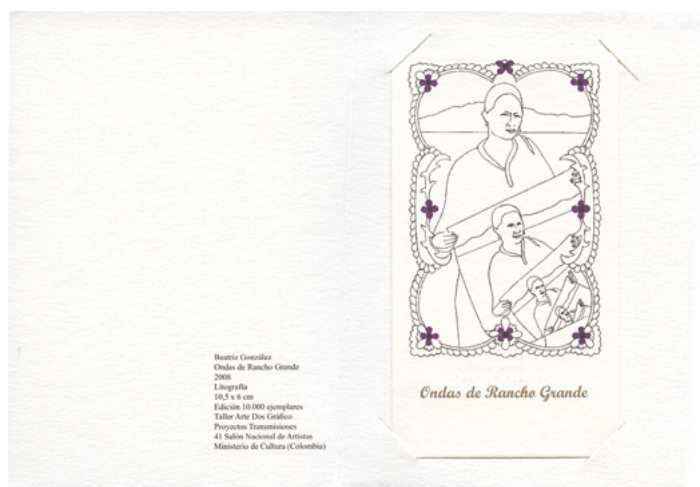 Beatriz González
Ondas de Rancho Grande
2008
Litografía
10,5 x 6 cm
Edición 10.000 ejemplares
Taller Arte Dos Gráfico
Proyectos Transmisiones
41 Salón Nacional de Artistas
Ministerio de Cultura (Colombia)
Ondas de Rancho Grande